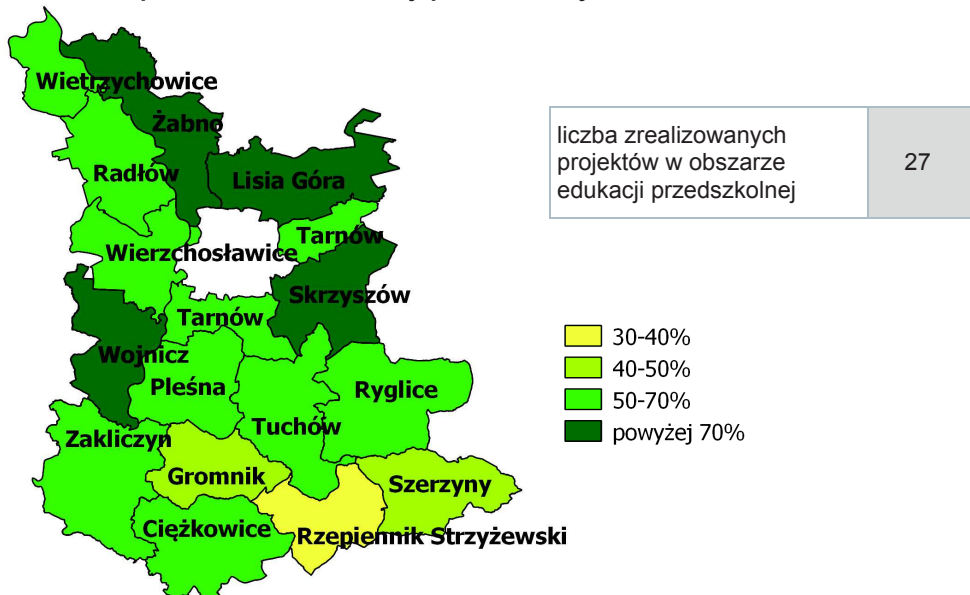 Wietrzychowice
Żabno
Radłów
Lisia Góra
Tarnów
Wierzchosławice
Skrzyszów
Tarnów
Wojnicz
Pleśna
Ryglice
Tuchów
Zakliczyn
Gromnik
Szerzyny
Ciężkowice
Rzepiennik Strzyżewski
liczba zrealizowanych
projektów w obszarze
edukacji przedszkolnej
27
30-40%
40-50%
50-70%
powyżej 70%